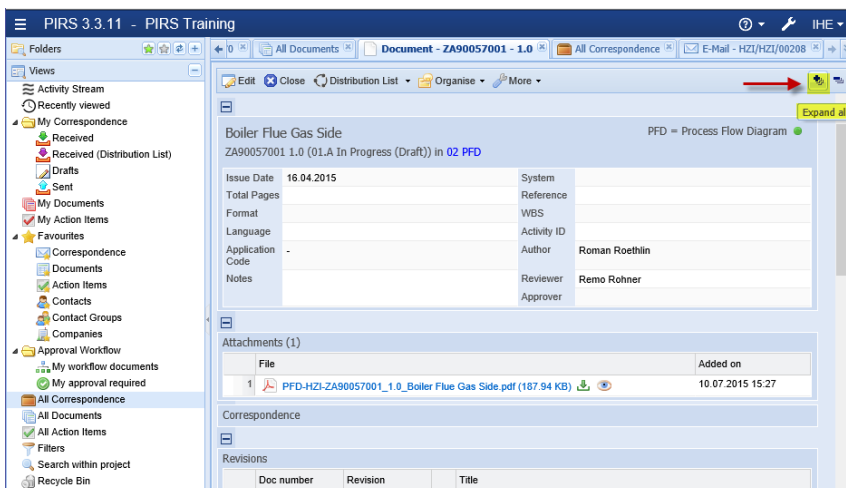 PIRS 3.3.11 - PIRS Training
IHE
Folders
All Documents
Document - ZA90057001 - 1.0
All Correspondence
E-Mail - HZI/HZI/00208
Views
Activity Stream
Recently viewed
My Correspondence
Received
Received (Distribution List)
Drafts
Sent
My Documents
My Action Items
Favourites
Correspondence
Documents
Action Items
Contacts
Contact Groups
Companies
Approval Workflow
My workflow documents
My approval required
All Correspondence
All Documents
All Action Items
Filters
Search within project
Recycle Bin
Edit Close Distribution List Organise More
Expand al
Boiler Flue Gas Side
PFD = Process Flow Diagram
ZA90057001 1.0 (01.A In Progress (Draft)) in 02 PFD
Issue Date 16.04.2015 System
Total Pages Reference
Format WBS
Language Activity ID
Application Code - Author Roman Roethlin
Notes Reviewer Remo Rohner
Approver
Attachments (1)
File Added on
1 PFD-HZI-ZA90057001_1.0_Boiler Flue Gas Side.pdf (187.94 KB) 10.07.2015 15:27
Correspondence
Revisions
Doc number Revision Title